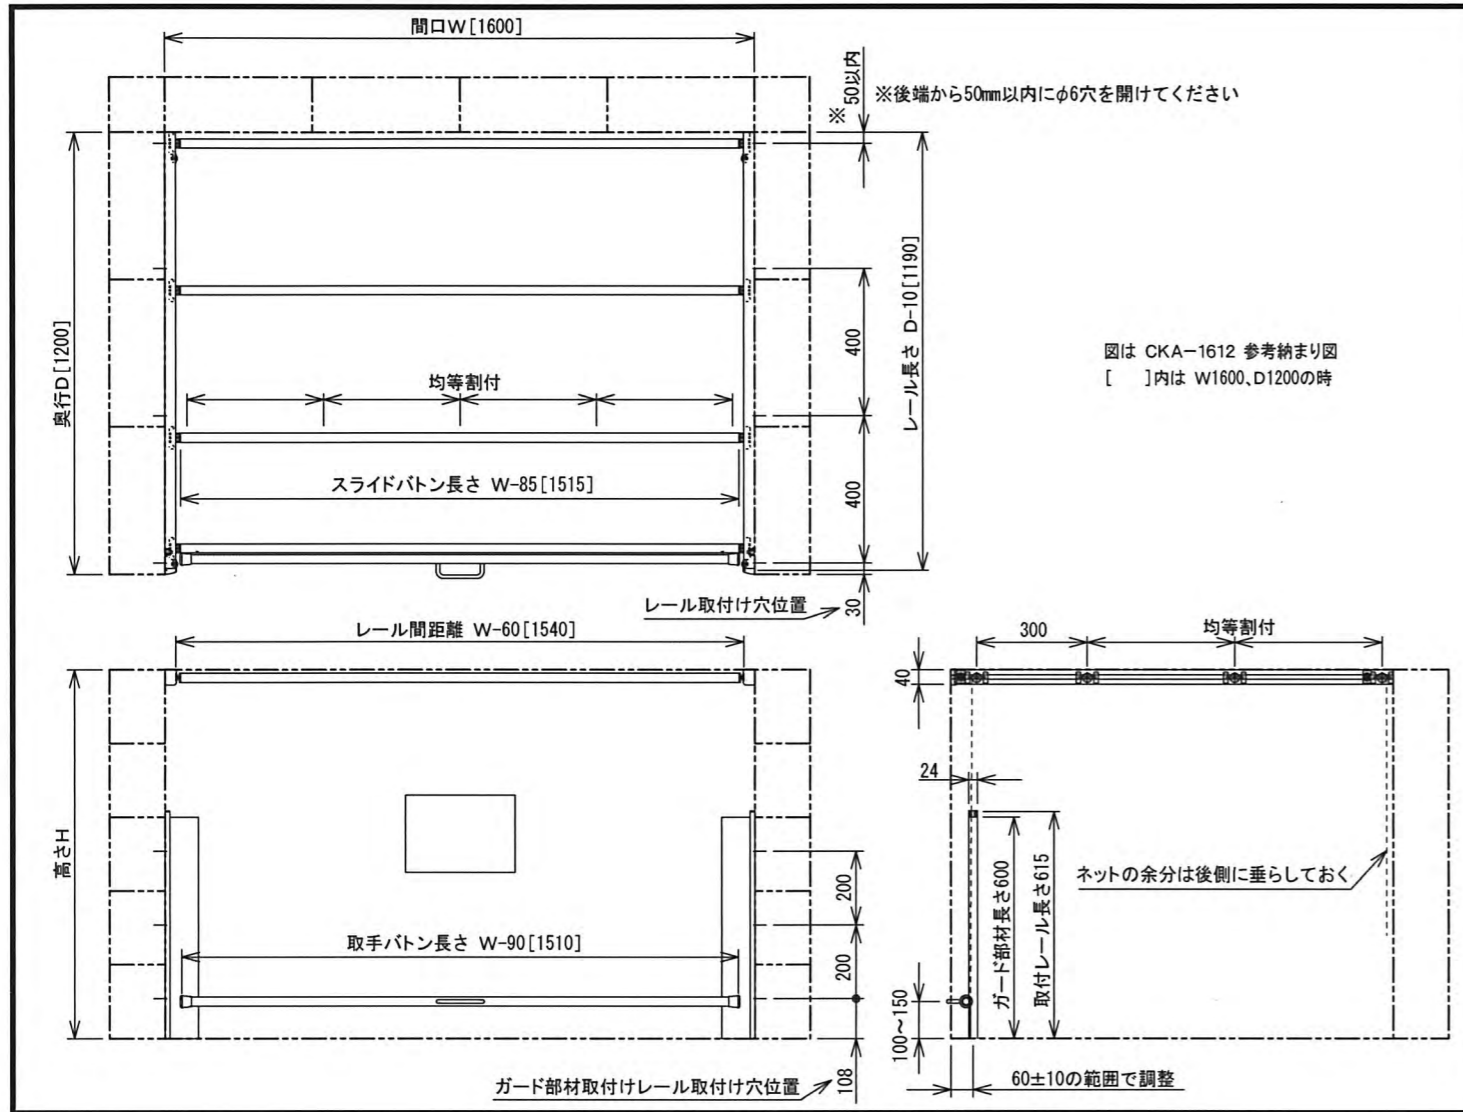 間口W[1600]
※ 50以内
※後端から50mm以内にφ6穴を開けてください
奥行D[1200]
レール長さ D-10[1190]
400
図は CKA-1612 参考納まり図
[ ]内は W1600、D1200の時
均等割付
400
スライドバトン長さ W-85[1515]
レール取付け穴位置
30
レール間距離 W-60[1540]
300
均等割付
40
24
高さH
200
ネットの余分は後側に垂らしておく
ガード部材長さ600
取付レール長さ615
取手バトン長さ W-90[1510]
200
100~150
108
ガード部材取付けレール取付け穴位置
60±10の範囲で調整